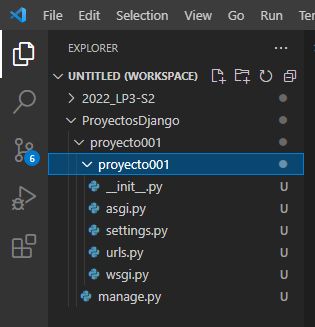 File Edit Selection View Go Run Term
EXPLORER
UNTITLED (WORKSPACE)
2022_LP3-S2
ProyectosDjango
proyecto001
proyecto001
__init__.py U
asgi.py U
settings.py U
urls.py U
wsgi.py U
manage.py U
6